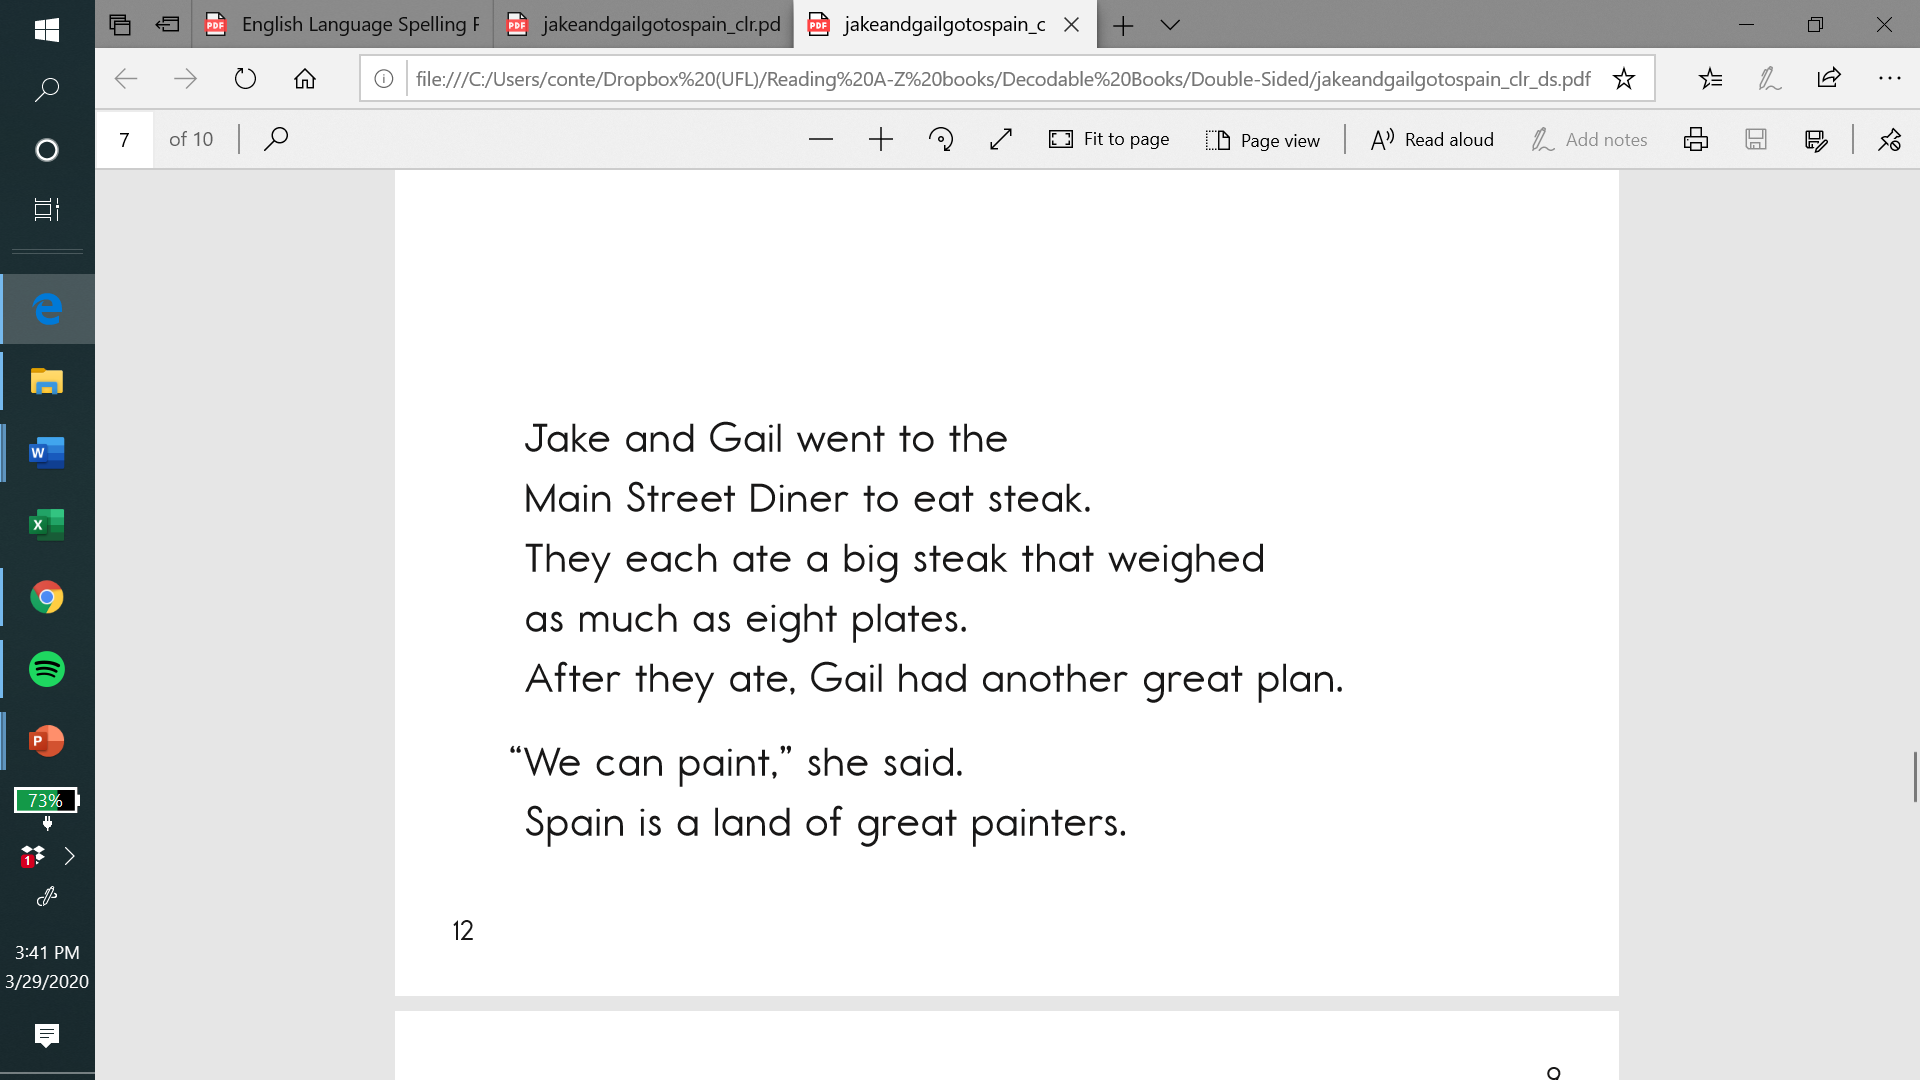 English Language Spelling F
jakeandgailgotospain_clr.pd
jakeandgailgotospain_c
file:///C:/Users/conte/Dropbox%20(UFL)/Reading%20A-Z%20books/Decodable%20Books/Double-Sided/jakeandgailgotospain_clr_ds.pdf
7 of 10
Fit to page
Page view
Read aloud
Add notes
Jake and Gail went to the
Main Street Diner to eat steak.
They each ate a big steak that weighed
as much as eight plates.
After they ate, Gail had another great plan.
“We can paint,” she said.
Spain is a land of great painters.
12
9
73%
1
3:41 PM
3/29/2020